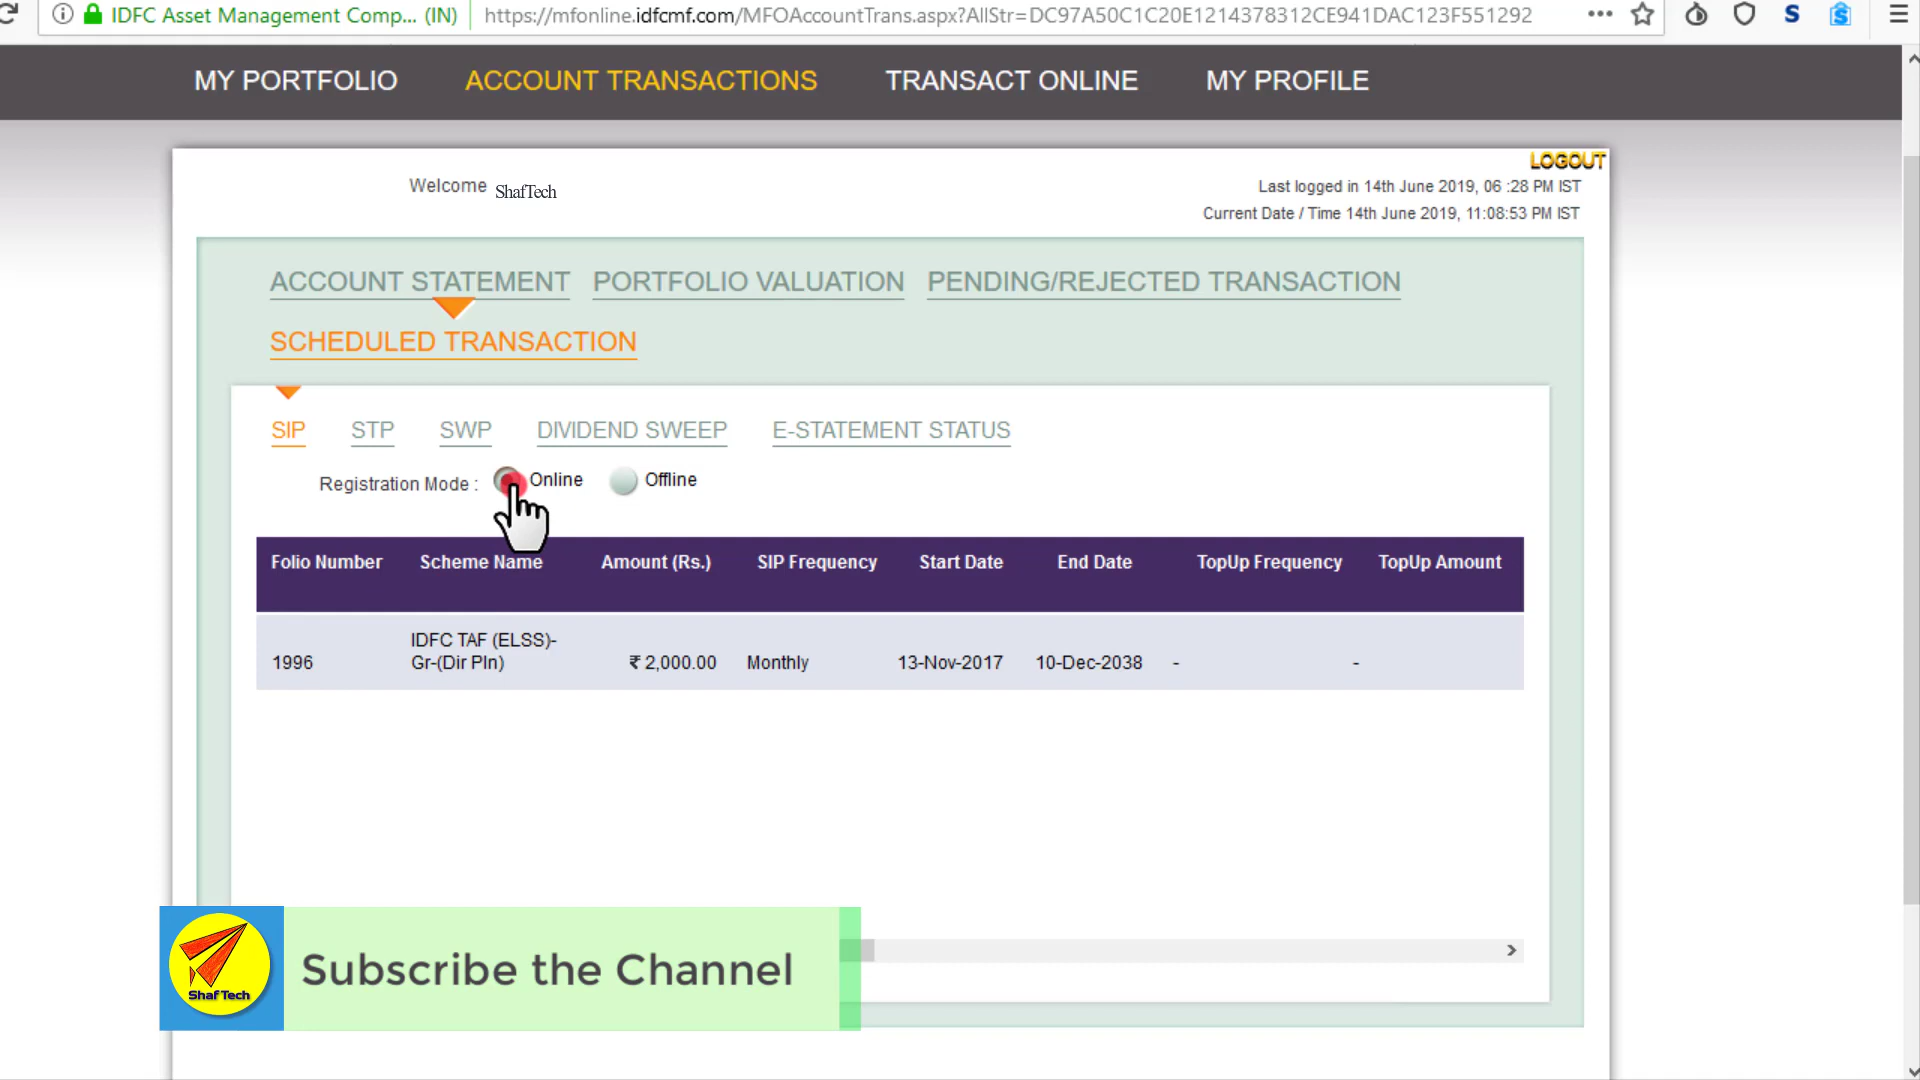 IDFC Asset Management Comp... (IN) https://mfonline.idfcmf.com/MFOAccountTrans.aspx?AllStr=DC97A50C1C20E1214378312CE941DAC123F551292
MY PORTFOLIO ACCOUNT TRANSACTIONS TRANSACT ONLINE MY PROFILE
LOGOUT
Welcome ShafTech
Last logged in 14th June 2019, 06 :28 PM IST
Current Date / Time 14th June 2019, 11:08:53 PM IST
ACCOUNT STATEMENT PORTFOLIO VALUATION PENDING/REJECTED TRANSACTION
SCHEDULED TRANSACTION
SIP STP SWP DIVIDEND SWEEP E-STATEMENT STATUS
Registration Mode : Online Offline
Folio Number Scheme Name Amount (Rs.) SIP Frequency Start Date End Date TopUp Frequency TopUp Amount
IDFC TAF (ELSS)-
1996 Gr-(Dir Pln) ₹ 2,000.00 Monthly 13-Nov-2017 10-Dec-2038 - -
Subscribe the Channel
Shaf Tech